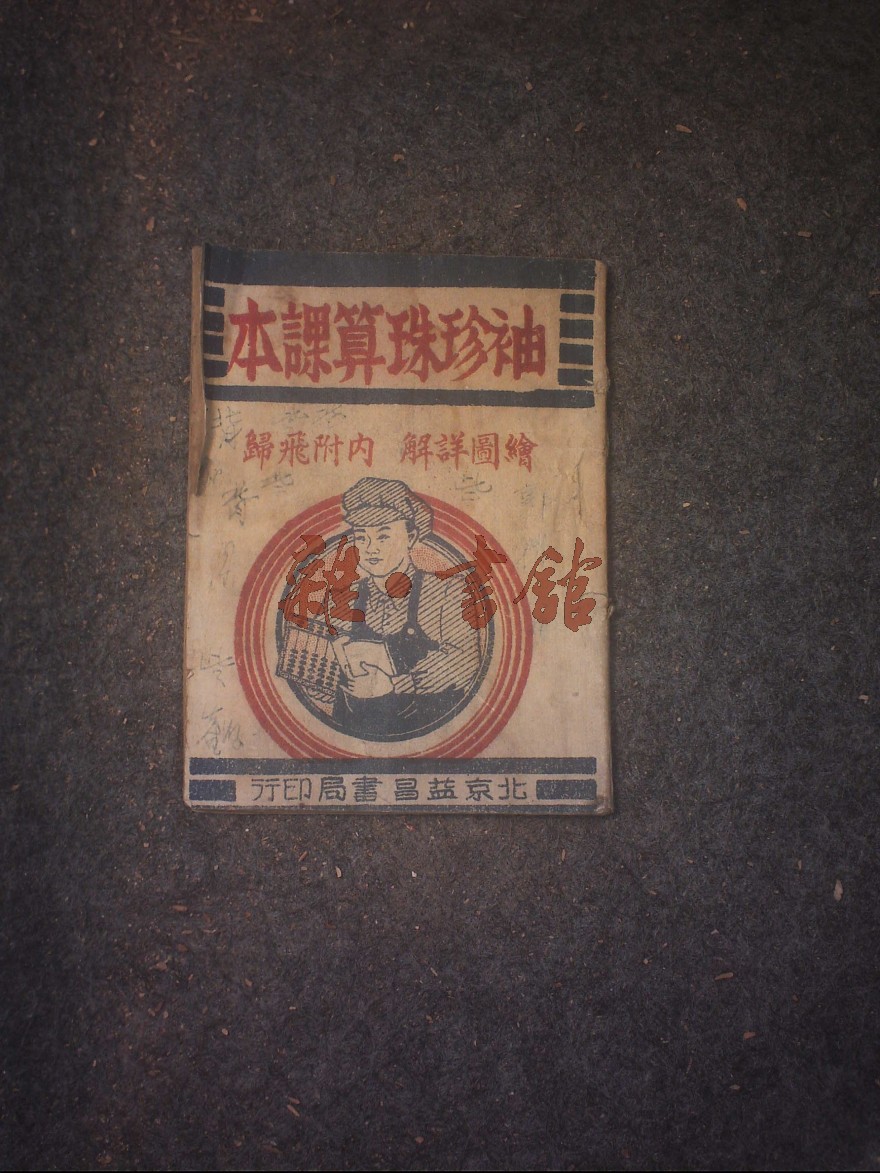 袖珍珠算課本
繪圖詳解 內附飛歸
雜·書館
北京益昌書局印行